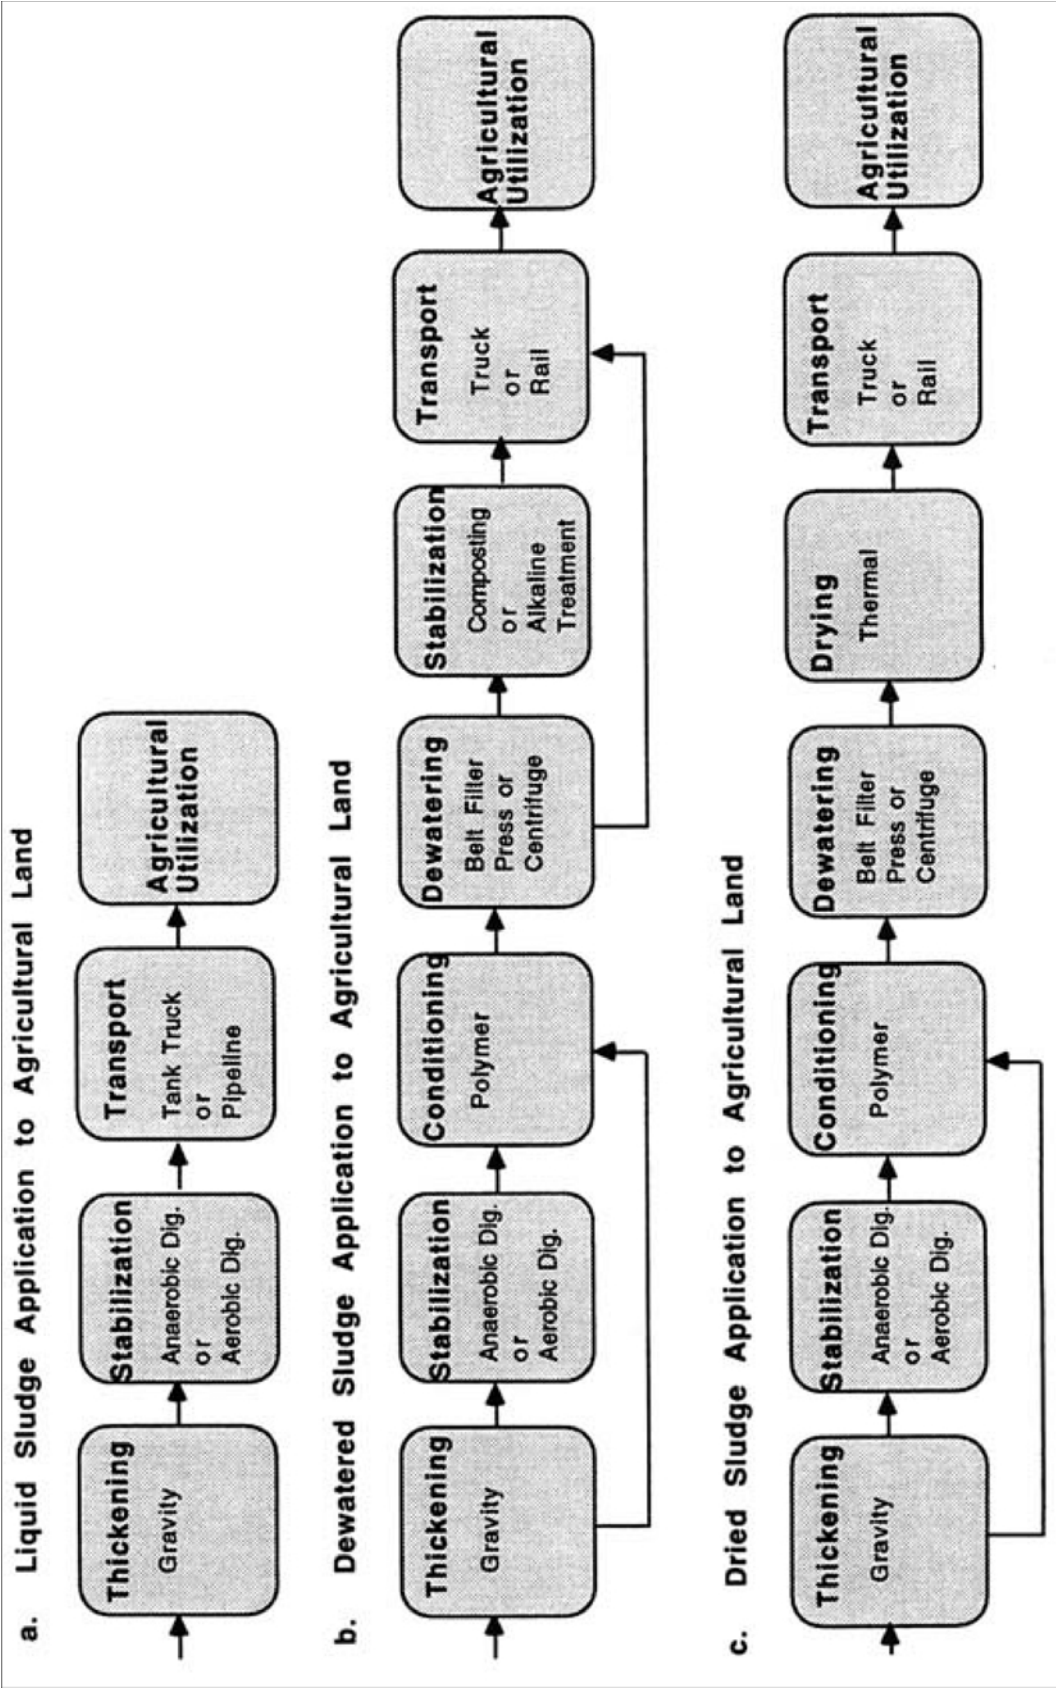 a. Liquid Sludge Application to Agricultural Land
Thickening
Gravity
Stabilization
Anaerobic Dig.
or
Aerobic Dig.
Transport
Tank Truck
or
Pipeline
Agricultural
Utilization
b. Dewatered Sludge Application to Agricultural Land
Thickening
Gravity
Stabilization
Anaerobic Dig.
or
Aerobic Dig.
Conditioning
Polymer
Dewatering
Belt Filter
Press or
Centrifuge
Stabilization
Composting
or
Alkaline
Treatment
Transport
Truck
or
Rail
Agricultural
Utilization
c. Dried Sludge Application to Agricultural Land
Thickening
Gravity
Stabilization
Anaerobic Dig.
or
Aerobic Dig.
Conditioning
Polymer
Dewatering
Belt Filter
Press or
Centrifuge
Drying
Thermal
Transport
Truck
or
Rail
Agricultural
Utilization